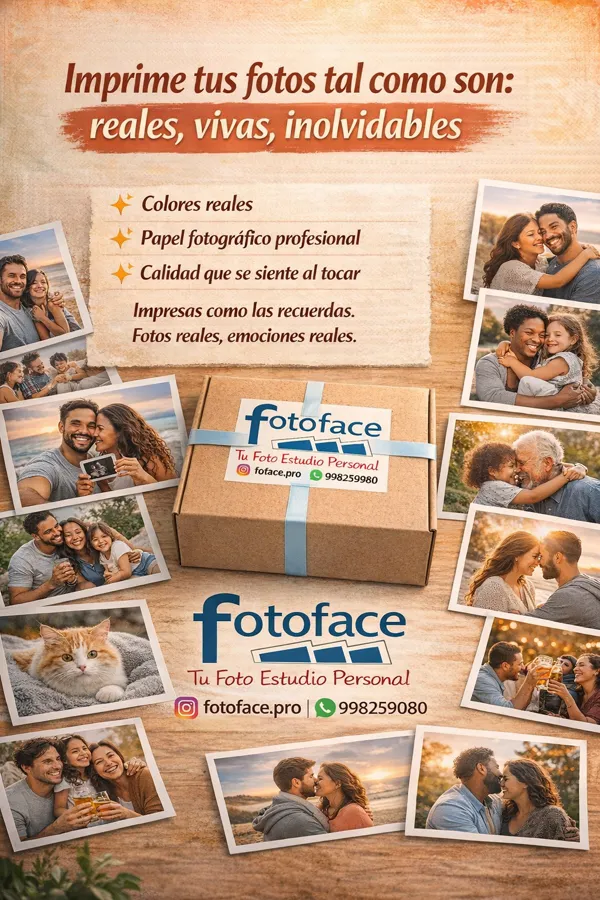 Imprime tus fotos tal como son:
reales, vivas, inolvidables
Colores reales
Papel fotográfico profesional
Calidad que se siente al tocar
Impresas como las recuerdas.
Fotos reales, emociones reales.
fotoface
Tu Foto Estudio Personal
foface.pro 998259980
fotoface
Tu Foto Estudio Personal
fotoface.pro | 998259080